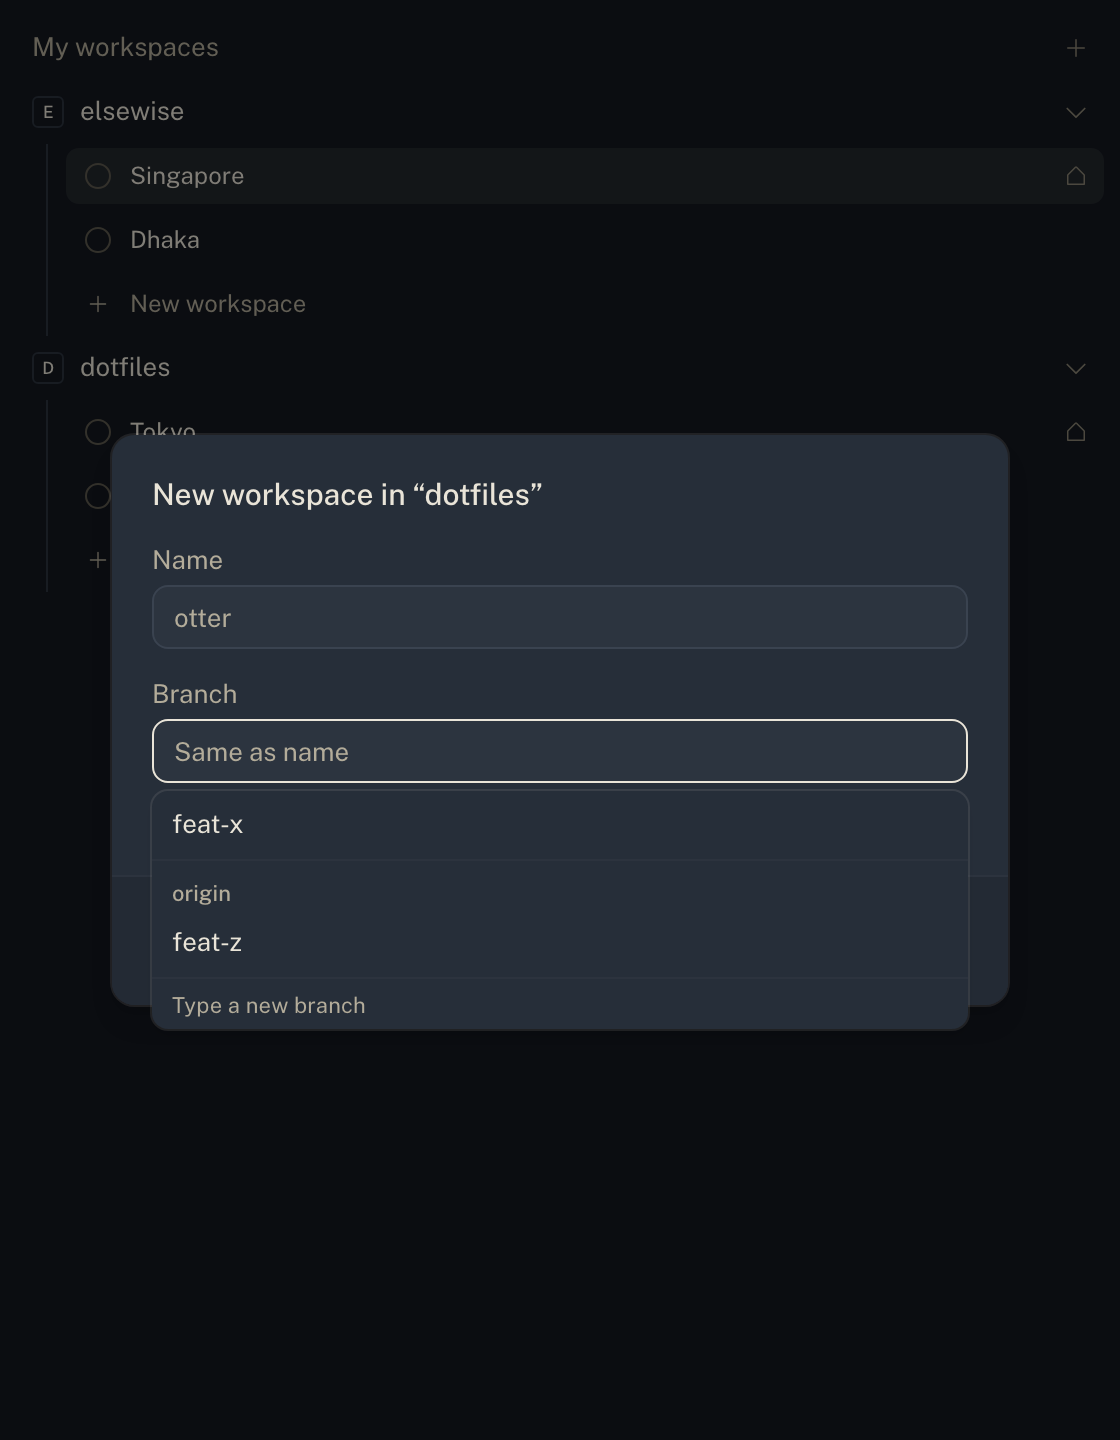 My workspaces
E elsewise
Singapore
Dhaka
New workspace
D dotfiles
Tokyo
New workspace in “dotfiles”
Name
otter
Branch
Same as name
feat-x
origin
feat-z
Type a new branch